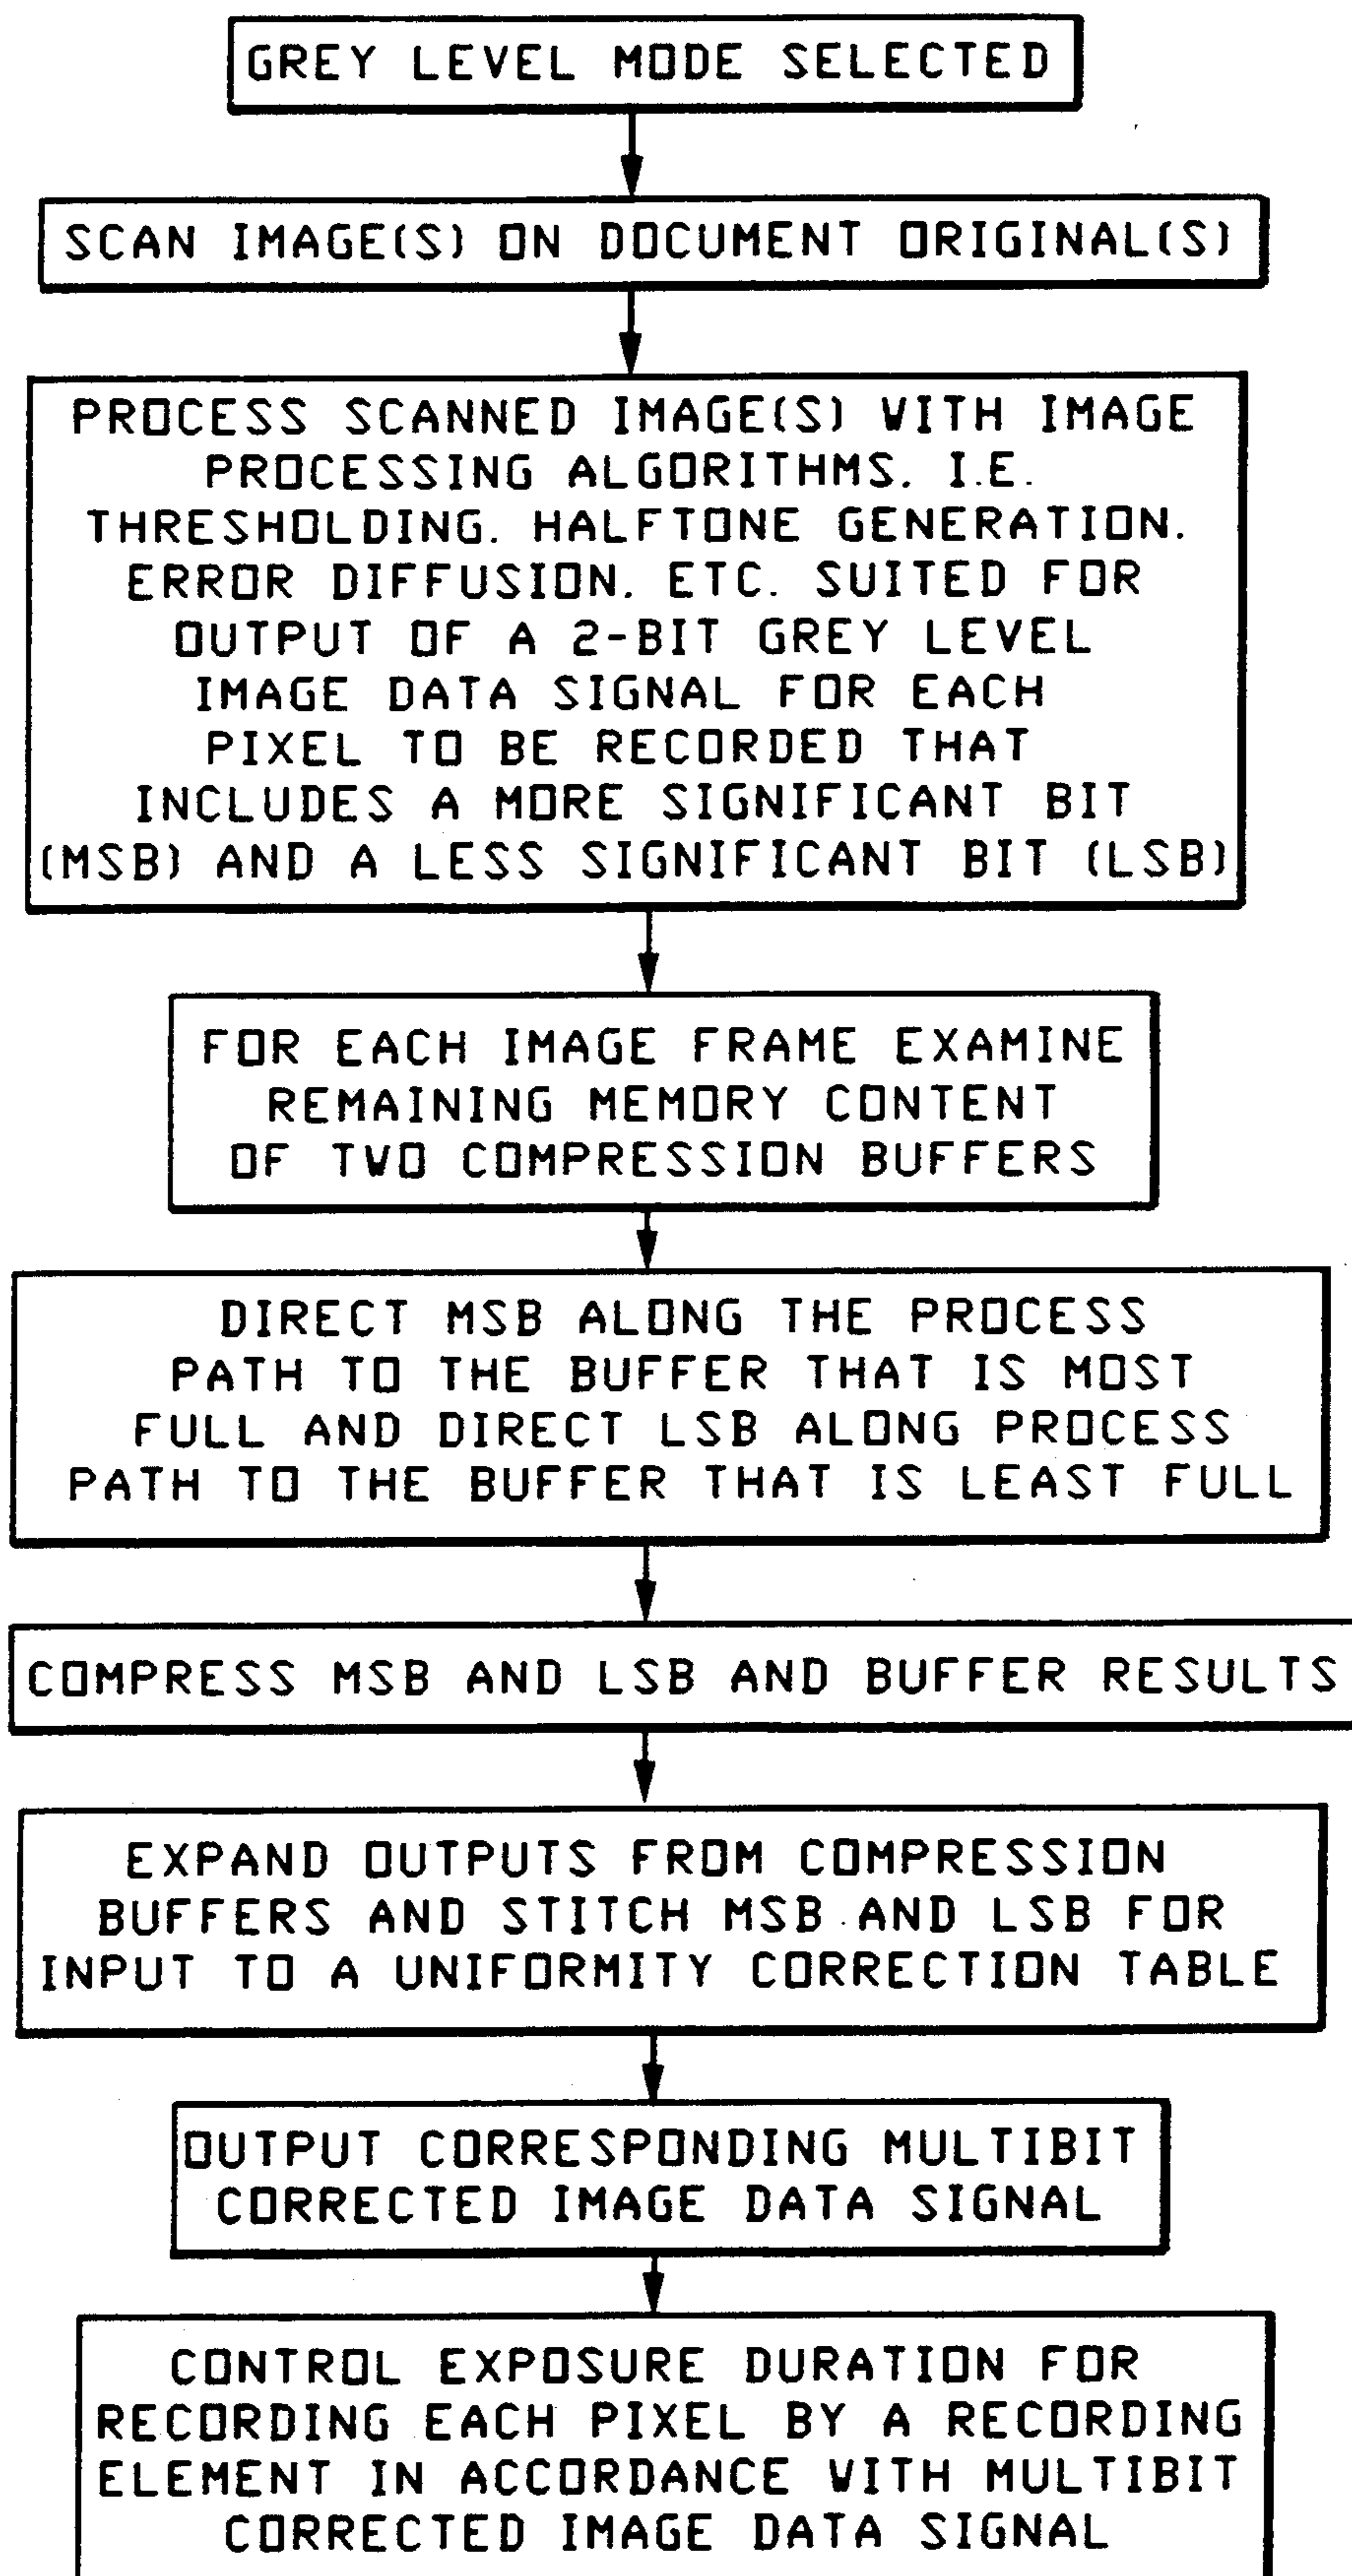 GREY LEVEL MODE SELECTED
SCAN IMAGE(S) ON DOCUMENT ORIGINAL(S)
PROCESS SCANNED IMAGE(S) WITH IMAGE
PROCESSING ALGORITHMS. I.E.
THRESHOLDING. HALFTONE GENERATION.
ERROR DIFFUSION. ETC. SUITED FOR
OUTPUT OF A 2-BIT GREY LEVEL
IMAGE DATA SIGNAL FOR EACH
PIXEL TO BE RECORDED THAT
INCLUDES A MORE SIGNIFICANT BIT
(MSB) AND A LESS SIGNIFICANT BIT (LSB)
FOR EACH IMAGE FRAME EXAMINE
REMAINING MEMORY CONTENT
OF TWO COMPRESSION BUFFERS
DIRECT MSB ALONG THE PROCESS
PATH TO THE BUFFER THAT IS MOST
FULL AND DIRECT LSB ALONG PROCESS
PATH TO THE BUFFER THAT IS LEAST FULL
COMPRESS MSB AND LSB AND BUFFER RESULTS
EXPAND OUTPUTS FROM COMPRESSION
BUFFERS AND STITCH MSB AND LSB FOR
INPUT TO A UNIFORMITY CORRECTION TABLE
OUTPUT CORRESPONDING MULTIBIT
CORRECTED IMAGE DATA SIGNAL
CONTROL EXPOSURE DURATION FOR
RECORDING EACH PIXEL BY A RECORDING
ELEMENT IN ACCORDANCE WITH MULTIBIT
CORRECTED IMAGE DATA SIGNAL